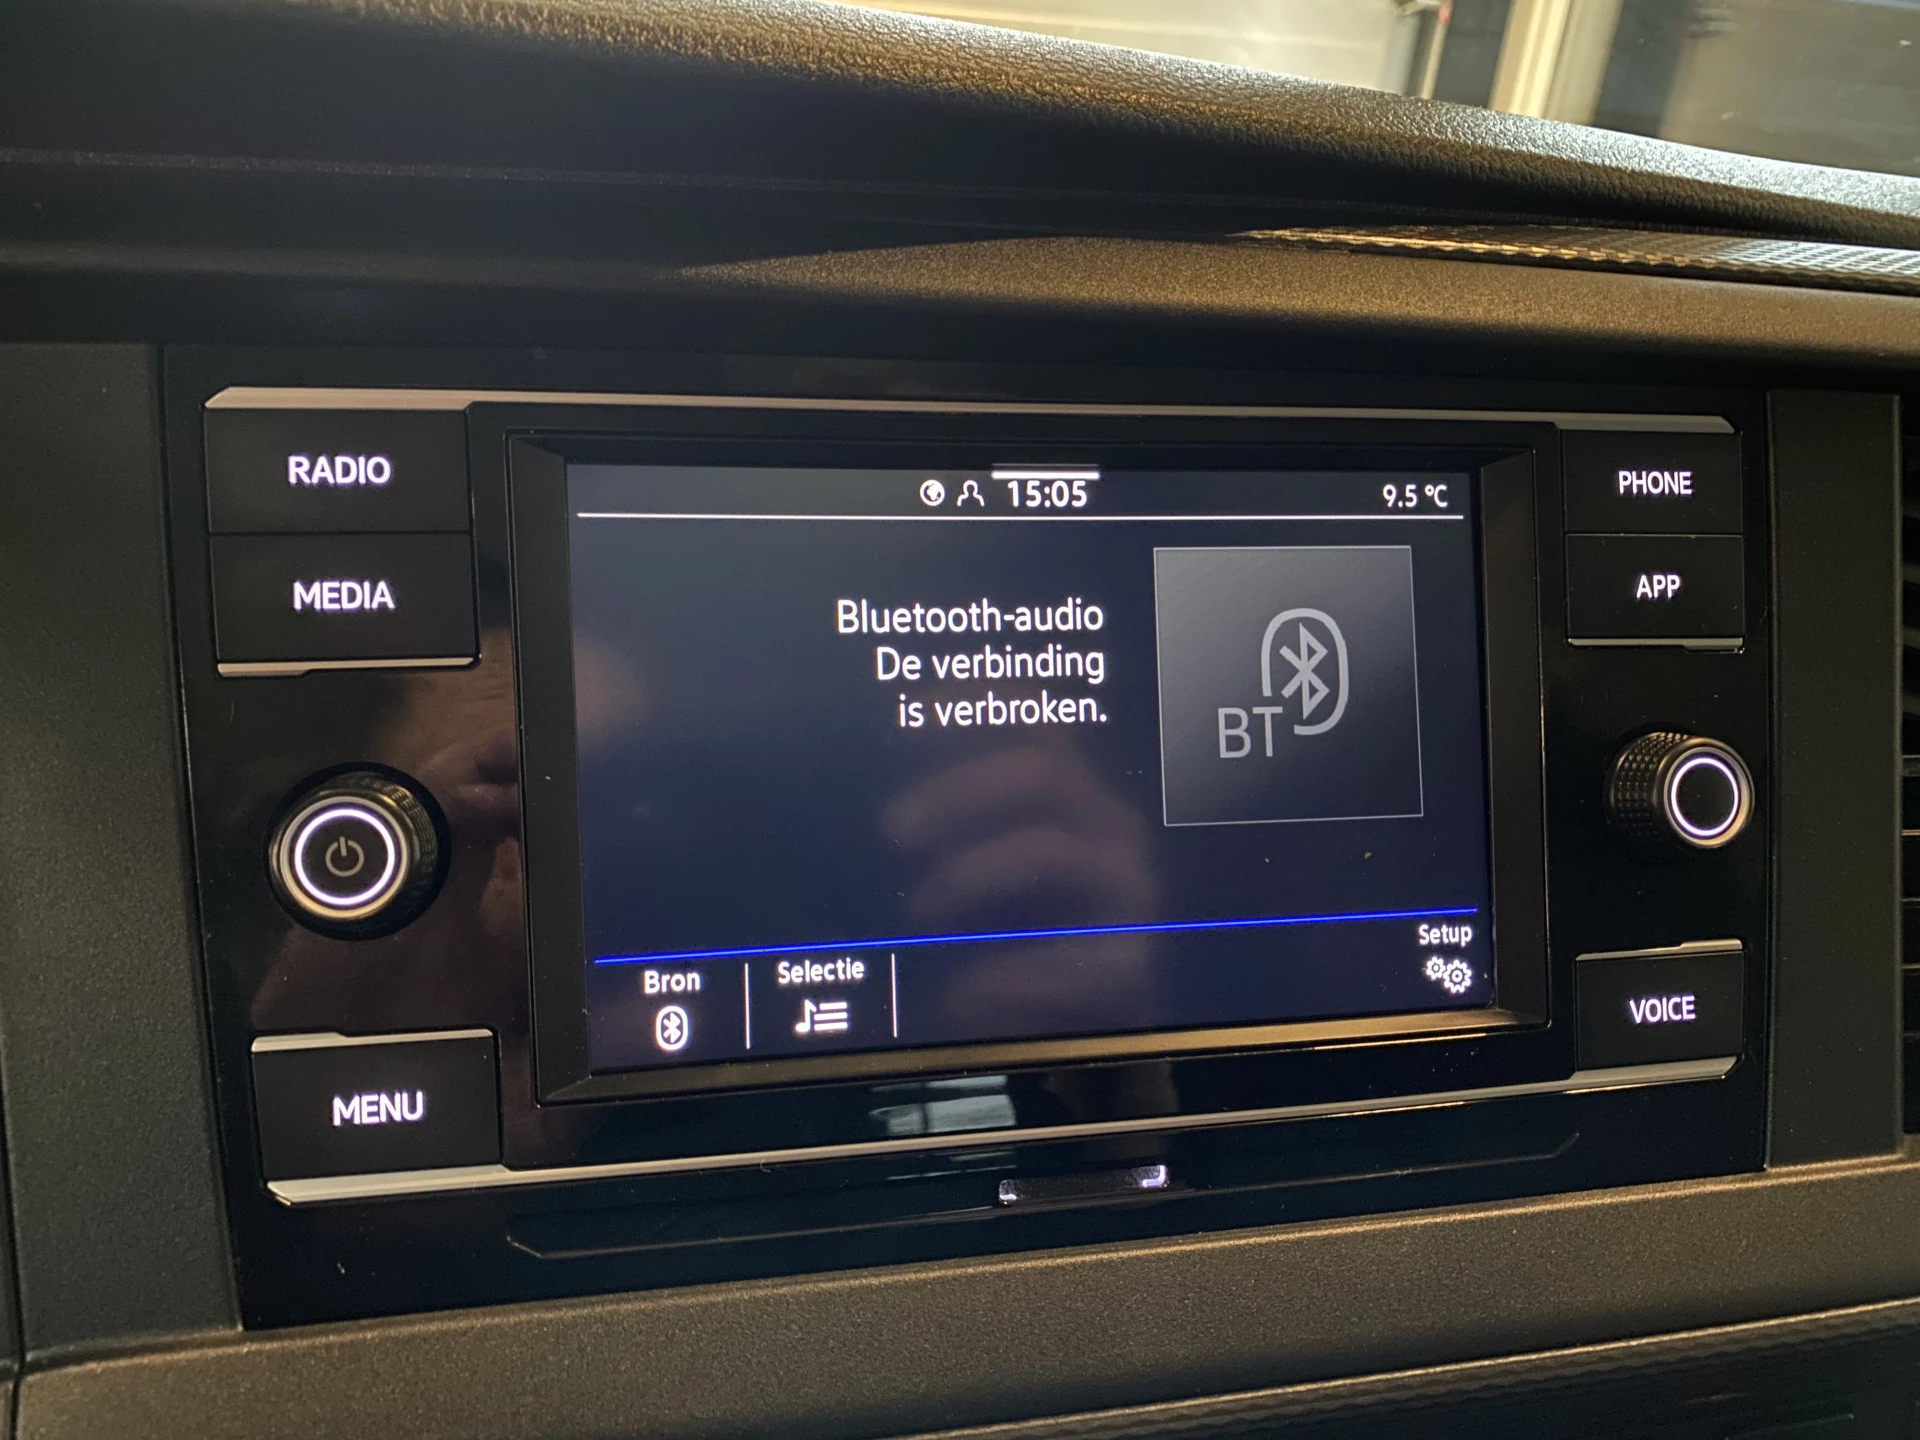 RADIO
MEDIA
MENU
15:05
9.5 °C
Bluetooth-audio
De verbinding
is verbroken.
BT
Bron
Selectie
Setup
PHONE
APP
VOICE